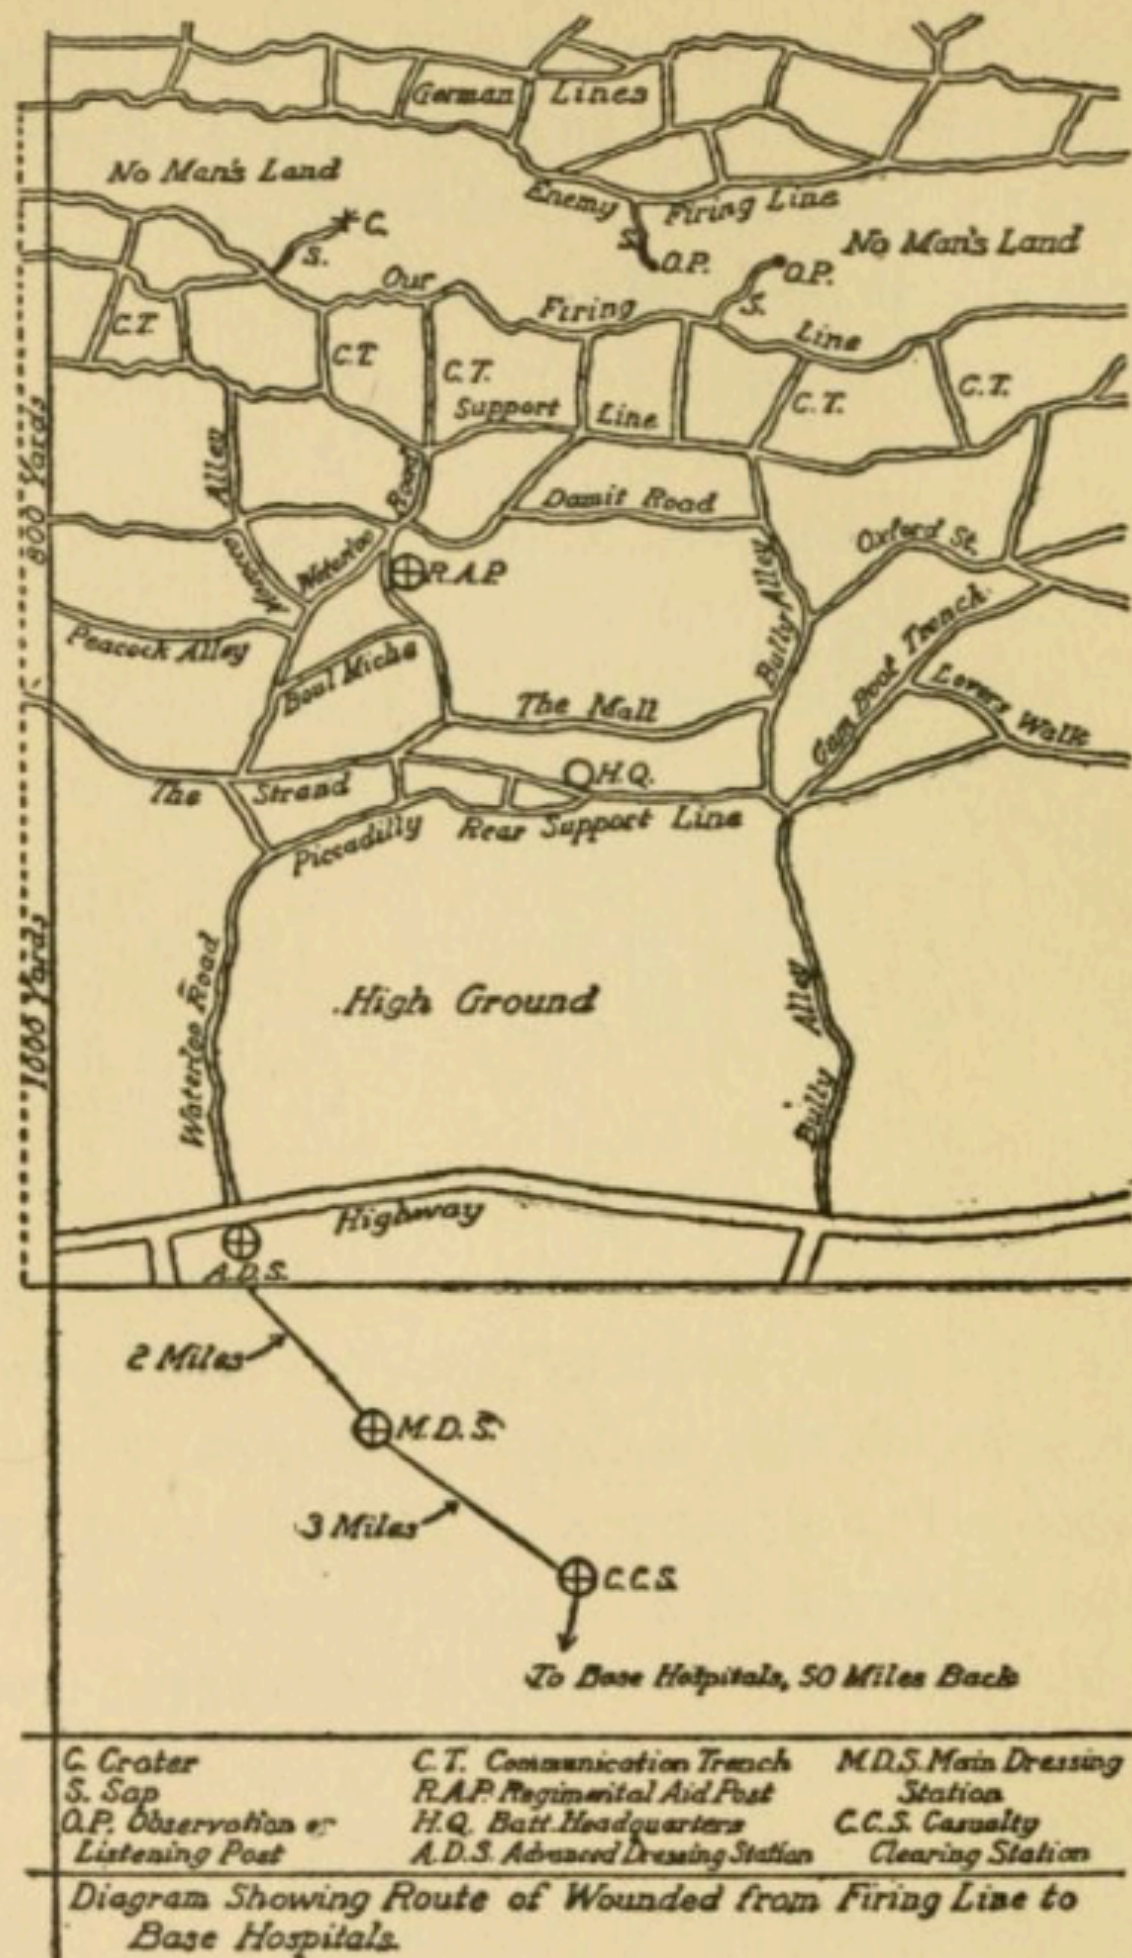 German Lines
No Man's Land
Enemy Firing Line
C.
S.
S.
O.P.
No Man's Land
O.P.
S.
Our Firing Line
C.T.
C.T.
C.T.
C.T.
C.T.
Support Line
800 Yards
Alley
Road
Damit Road
Oxford St.
Narrow
Waterloo
R.A.P.
Bully Alley
Peacock Alley
Boul Miche
Gum Boot Trench
Lovers Walk
The Mall
The Strand
H.Q.
Piccadilly
Rear Support Line
1000 Yards
Waterloo Road
High Ground
Bully Alley
Highway
A.D.S.
2 Miles
M.D.S.
3 Miles
C.C.S.
To Base Hospitals, 50 Miles Back
C. Crater
S. Sap
O.P. Observation or
Listening Post
C.T. Communication Trench
R.A.P. Regimental Aid Post
H.Q. Batt. Headquarters
A.D.S. Advanced Dressing Station
M.D.S. Main Dressing
Station
C.C.S. Casualty
Clearing Station
Diagram Showing Route of Wounded from Firing Line to
Base Hospitals.